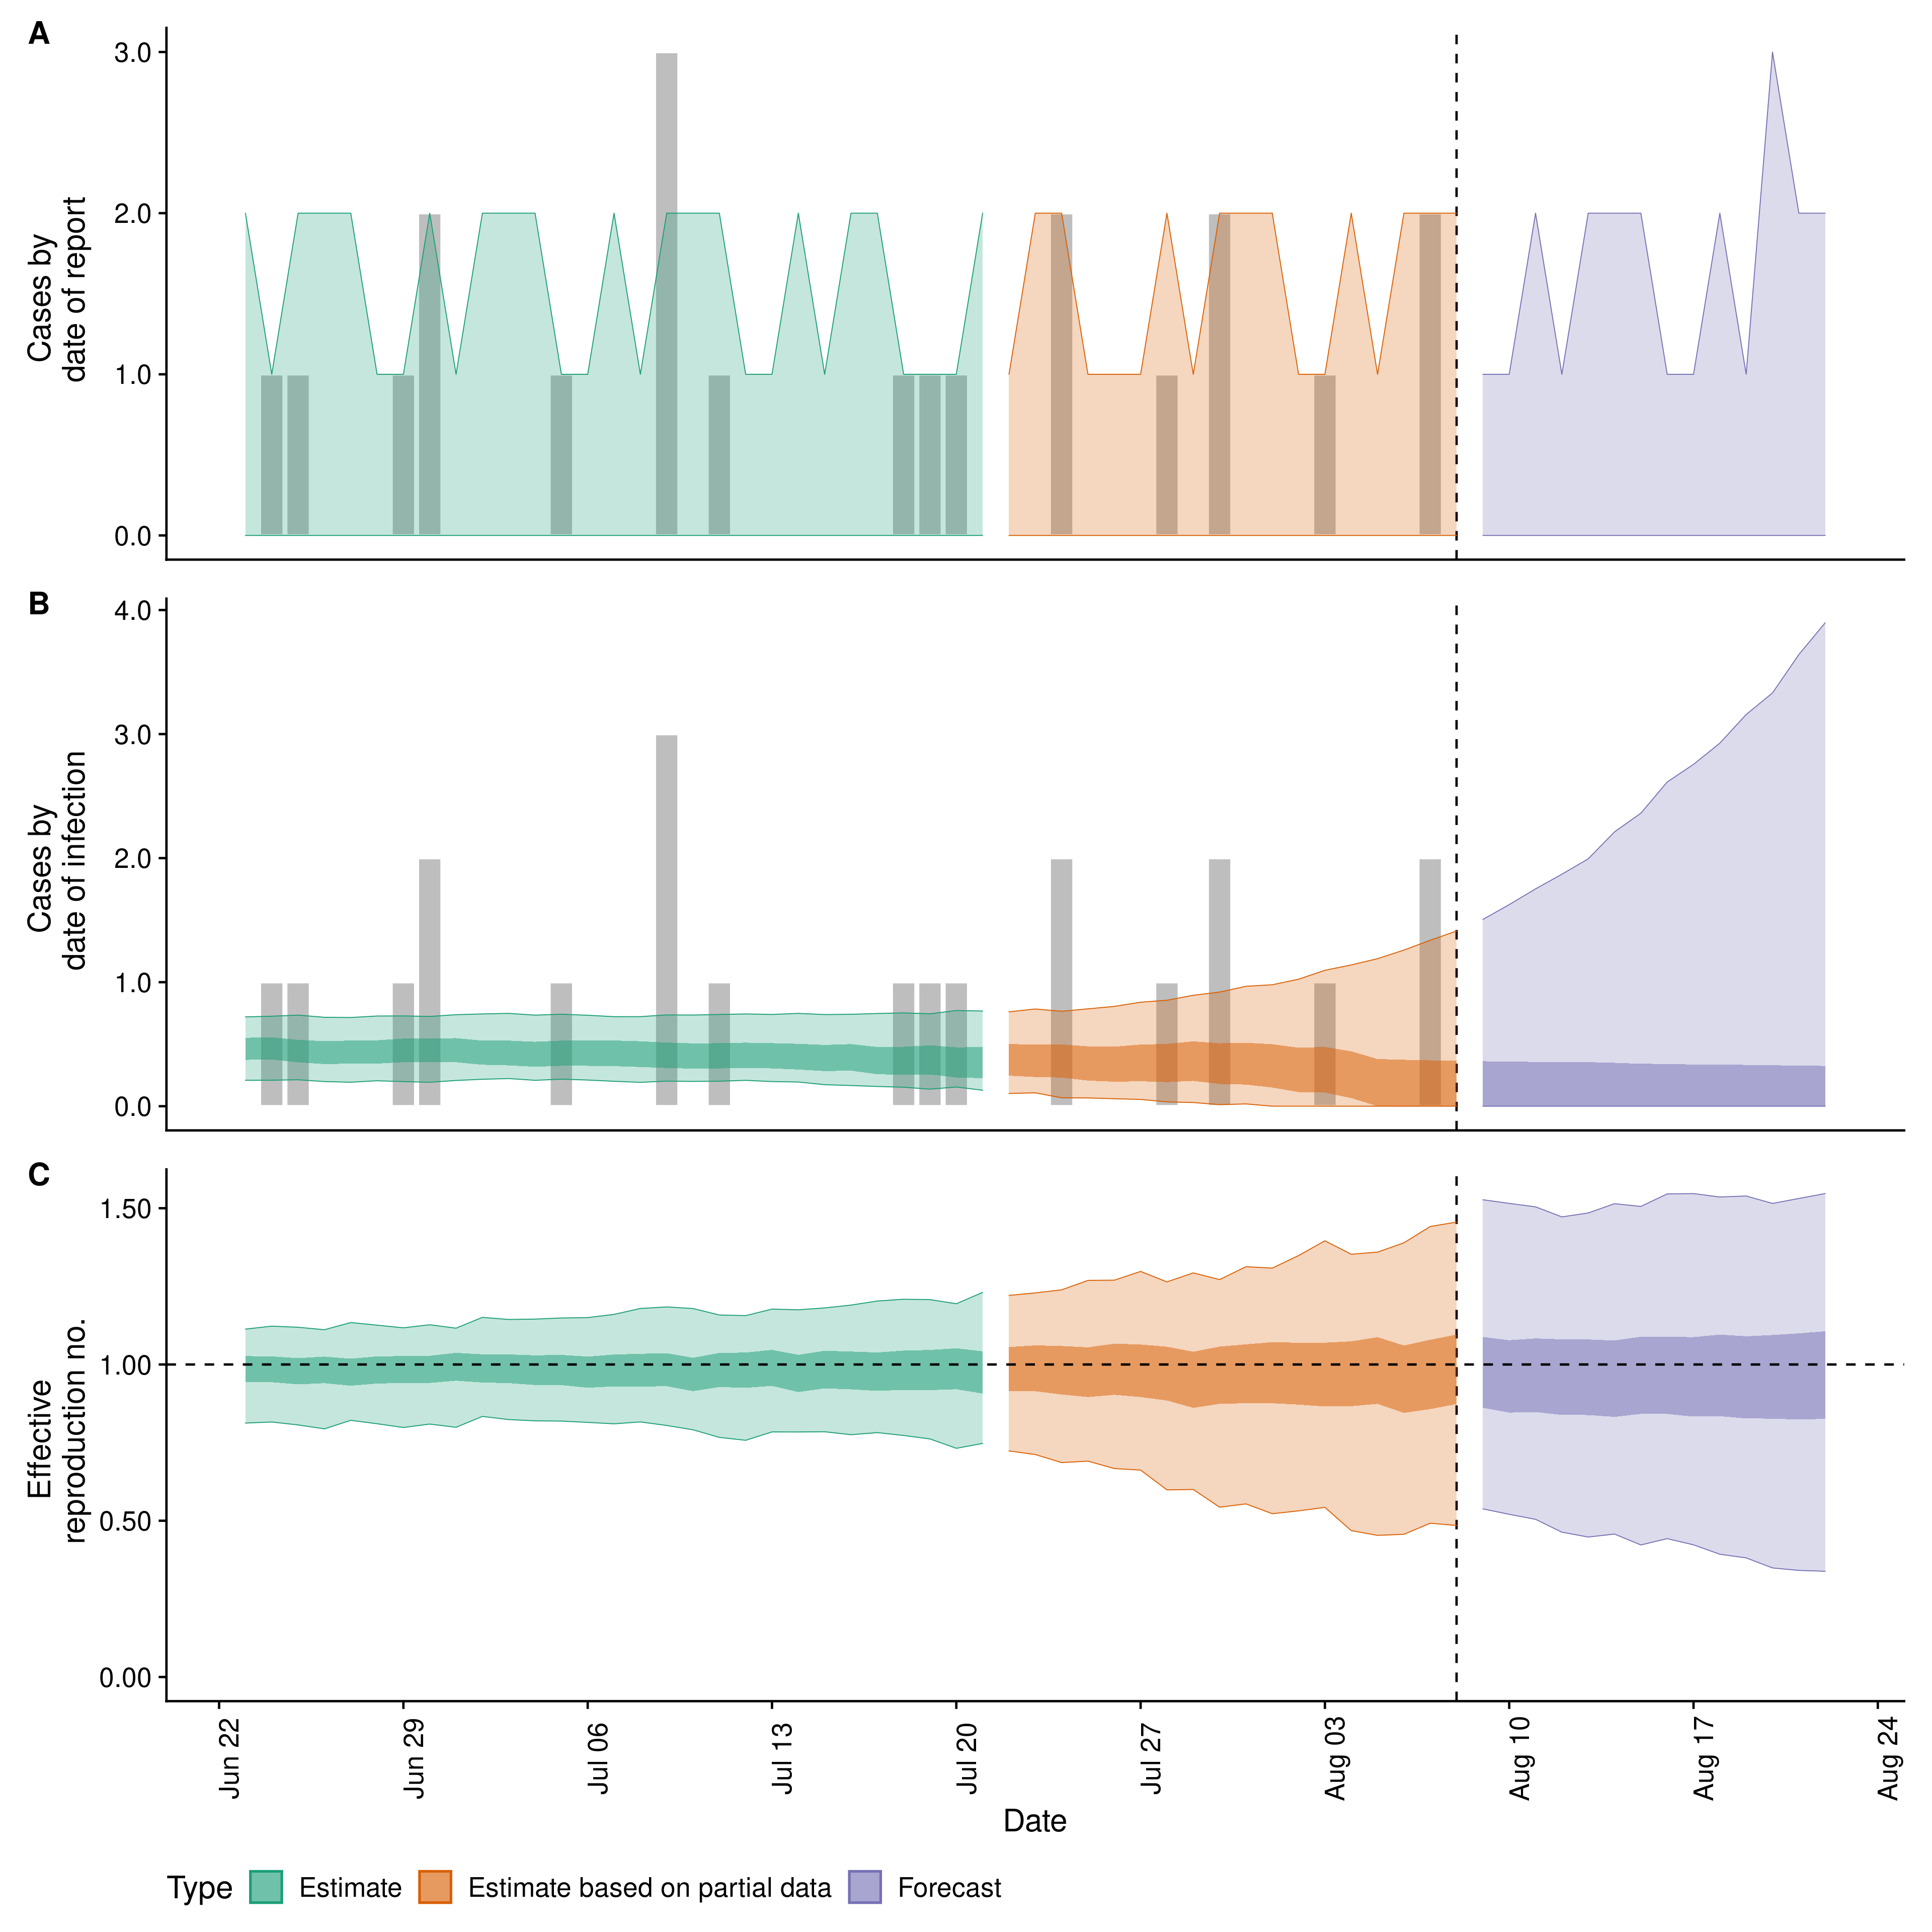 A
3.0
2.0
1.0
0.0
Cases by
date of report
B
4.0
3.0
2.0
1.0
0.0
Cases by
date of infection
C
1.50
1.00
0.50
0.00
Effective
reproduction no.
Jun 22
Jun 29
Jul 06
Jul 13
Jul 20
Jul 27
Aug 03
Aug 10
Aug 17
Aug 24
Date
Type
Estimate
Estimate based on partial data
Forecast